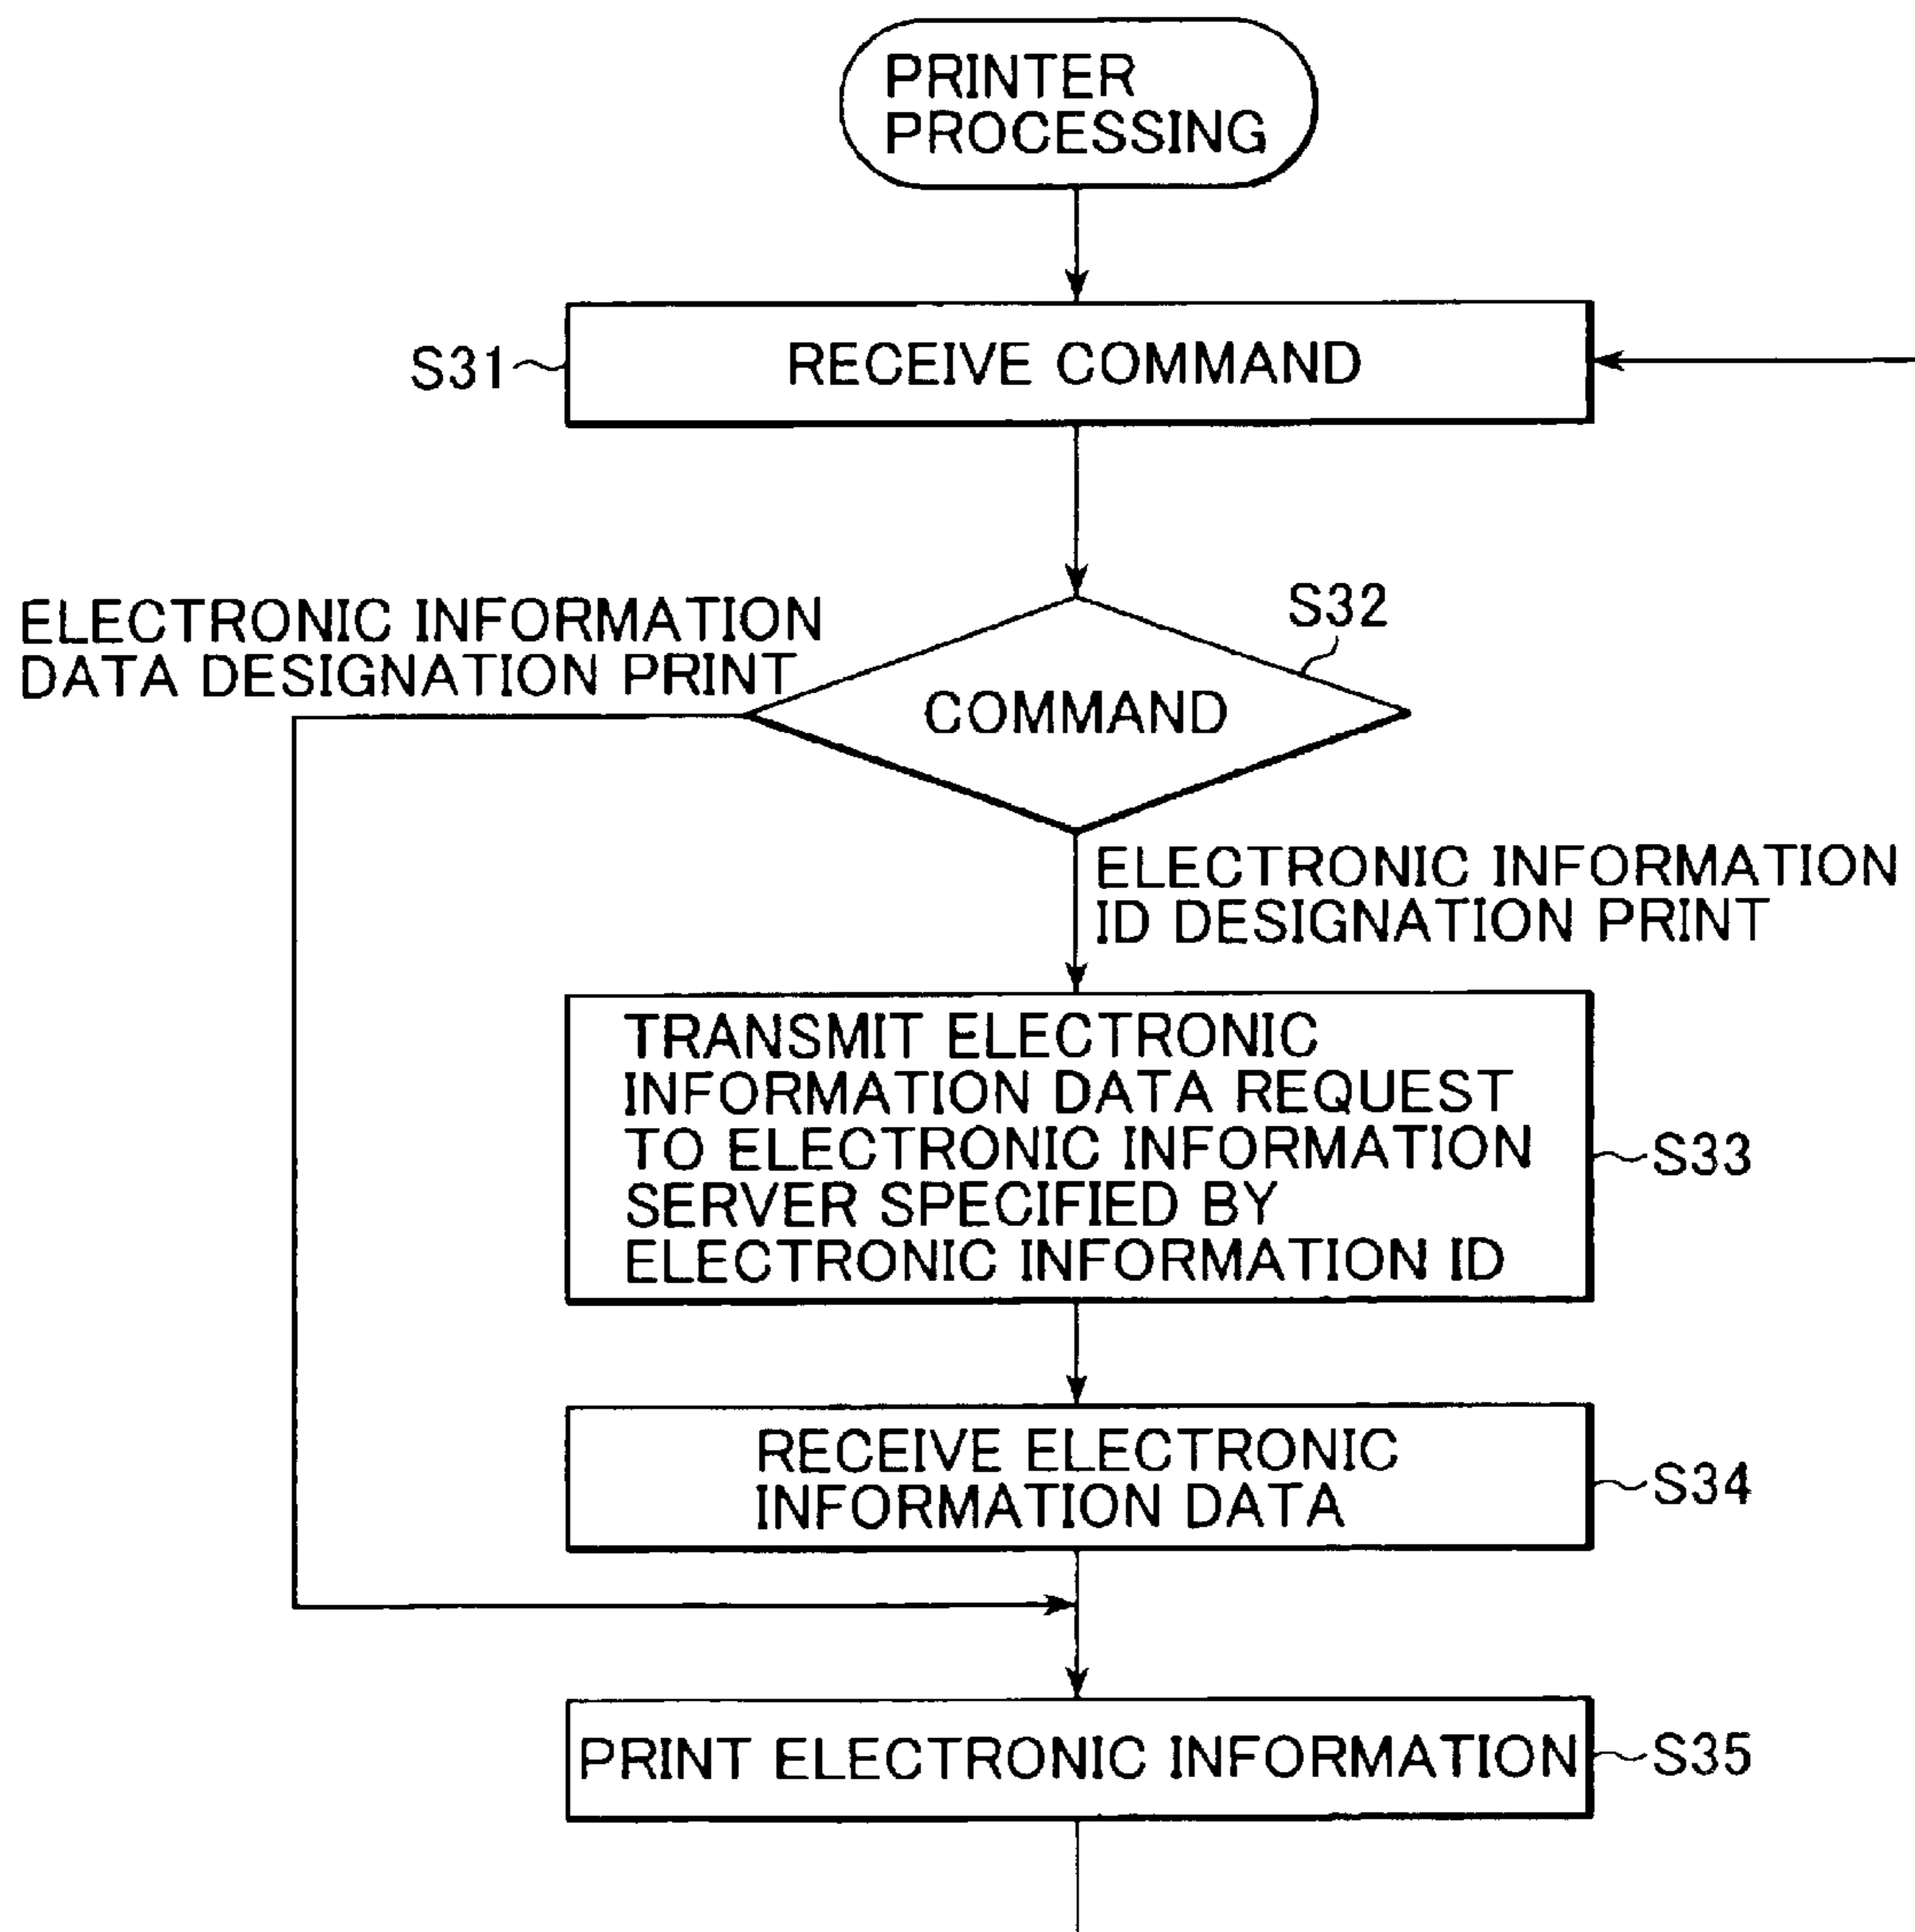 PRINTER
PROCESSING
S31
RECEIVE COMMAND
ELECTRONIC INFORMATION
DATA DESIGNATION PRINT
S32
COMMAND
ELECTRONIC INFORMATION
ID DESIGNATION PRINT
TRANSMIT ELECTRONIC
INFORMATION DATA REQUEST
TO ELECTRONIC INFORMATION
SERVER SPECIFIED BY
ELECTRONIC INFORMATION ID
S33
RECEIVE ELECTRONIC
INFORMATION DATA
S34
PRINT ELECTRONIC INFORMATION
S35